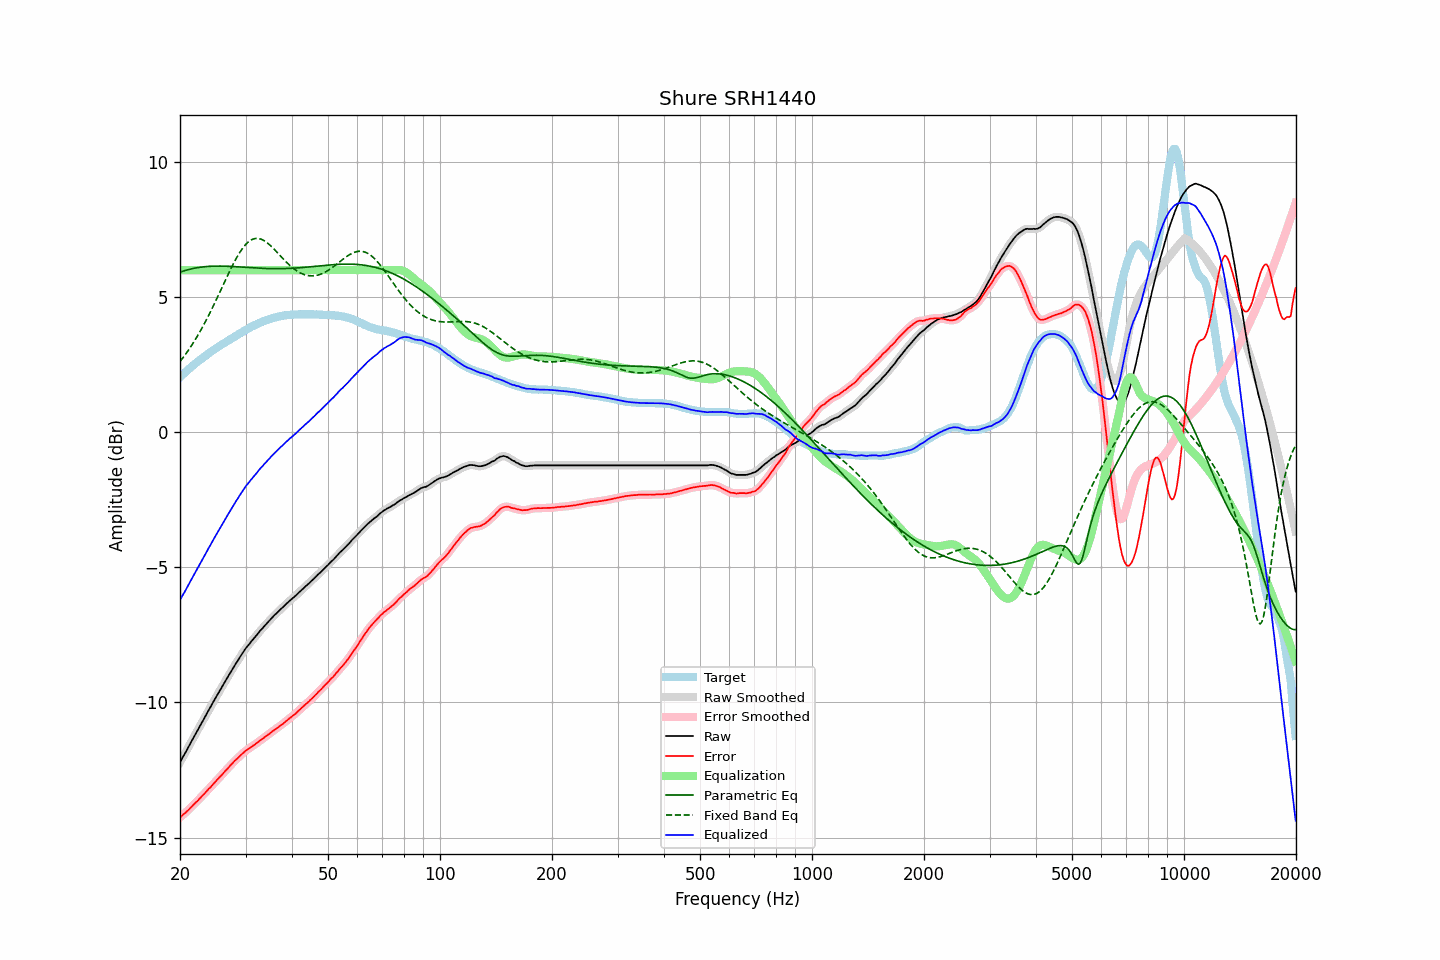 Shure SRH1440
Amplitude (dBr)
10
5
0
−5
−10
−15
Target
Raw Smoothed
Error Smoothed
Raw
Error
Equalization
Parametric Eq
Fixed Band Eq
Equalized
20 50 100 200 500 1000 2000 5000 10000 20000
Frequency (Hz)